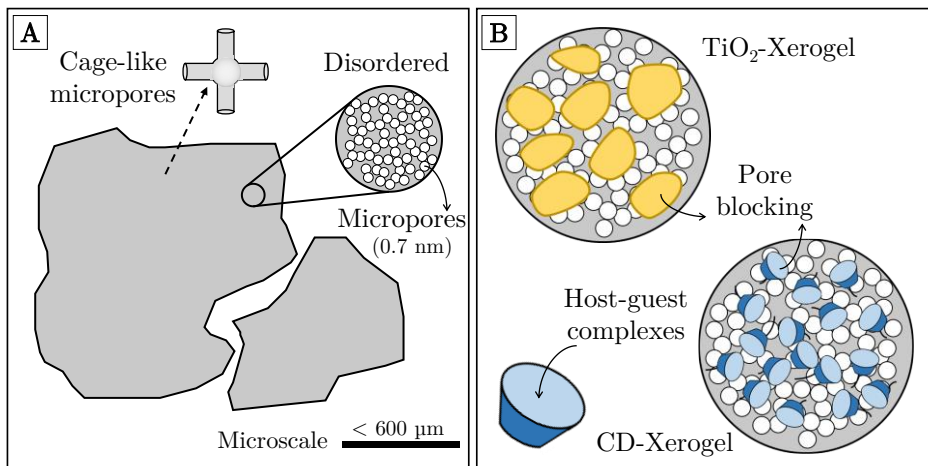 A
Cage-like
micropores
Disordered
Micropores
(0.7 nm)
Microscale
< 600 µm
B
TiO₂-Xerogel
Pore
blocking
Host-guest
complexes
CD-Xerogel